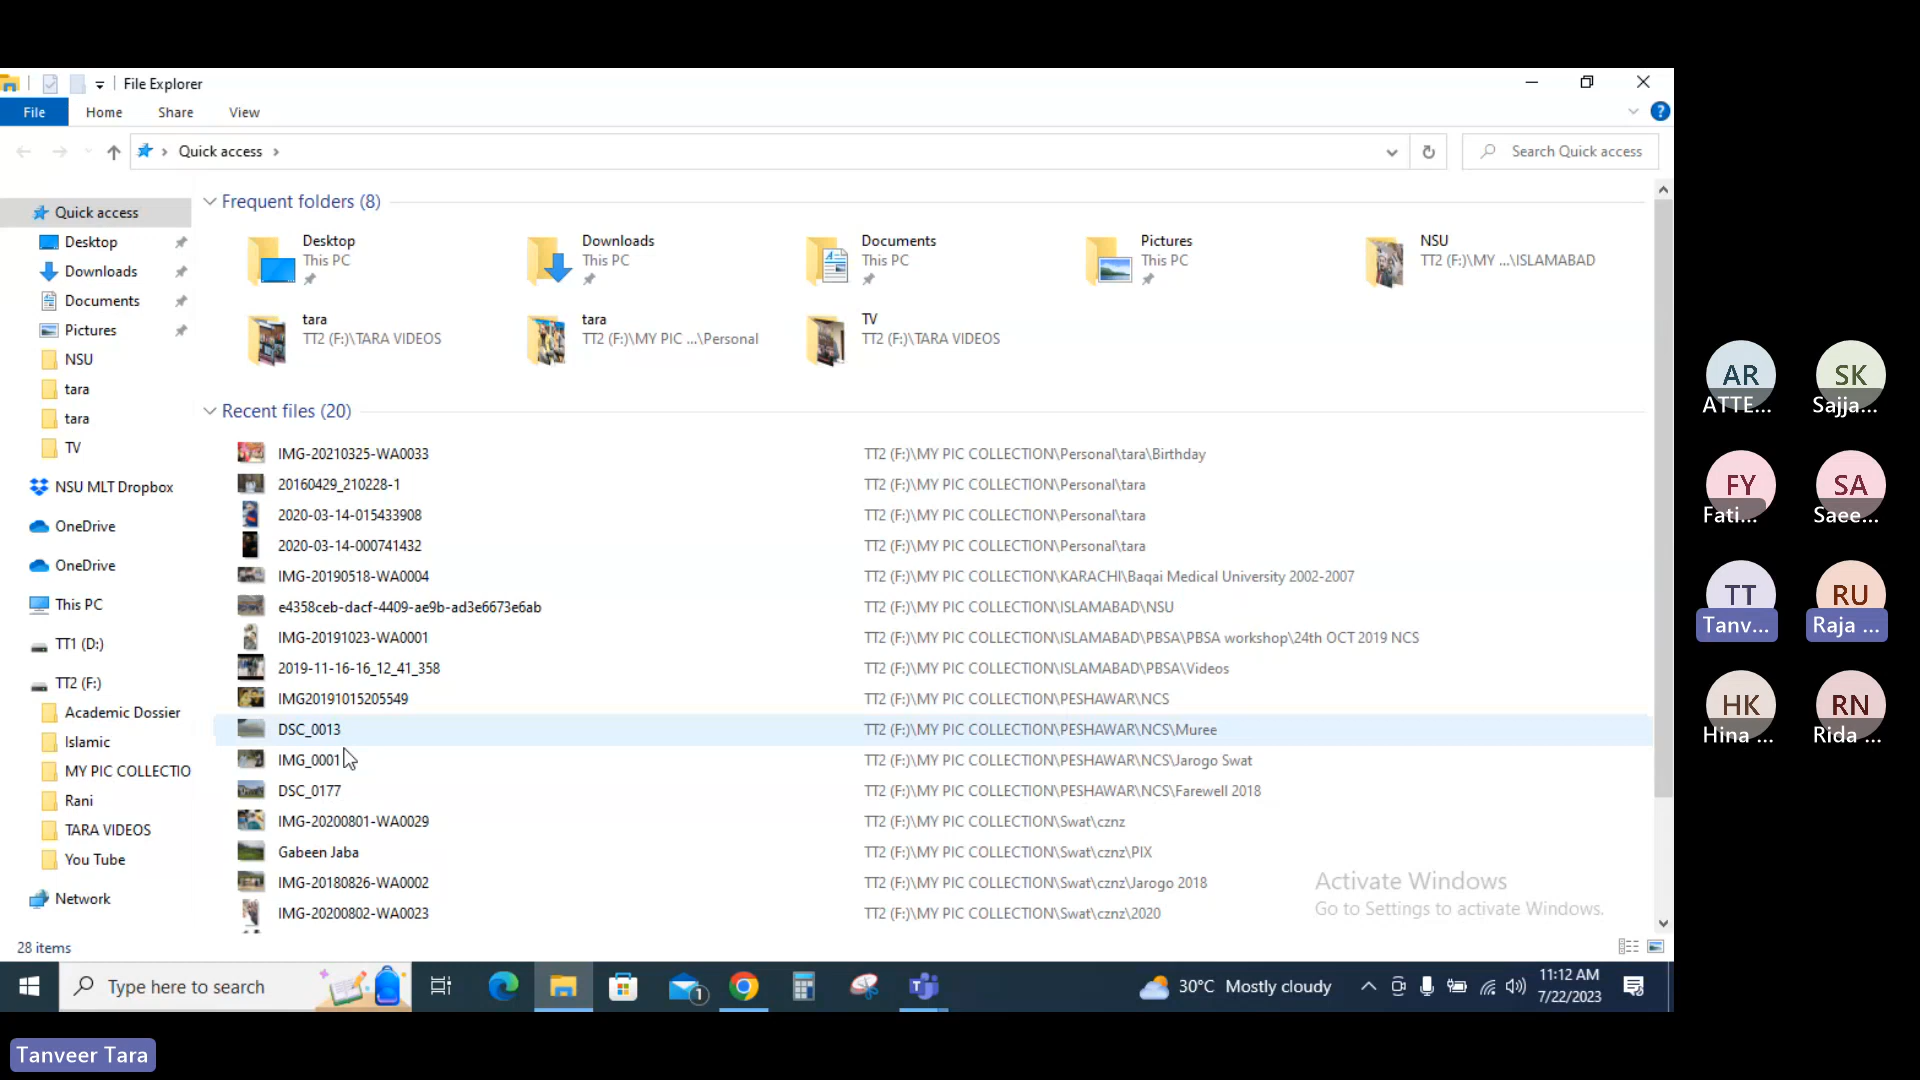 File Explorer
File Home Share View
Quick access
Search Quick access
Quick access
Desktop
Downloads
Documents
Pictures
NSU
tara
tara
TV
NSU MLT Dropbox
OneDrive
OneDrive
This PC
TT1 (D:)
TT2 (F:)
Academic Dossier
Islamic
MY PIC COLLECTIO
Rani
TARA VIDEOS
You Tube
Network
Frequent folders (8)
Desktop
This PC
Downloads
This PC
Documents
This PC
Pictures
This PC
NSU
TT2 (F:)\MY ...\ISLAMABAD
tara
TT2 (F:)\TARA VIDEOS
tara
TT2 (F:)\MY PIC ...\Personal
TV
TT2 (F:)\TARA VIDEOS
Recent files (20)
IMG-20210325-WA0033 TT2 (F:)\MY PIC COLLECTION\Personal\tara\Birthday
20160429_210228-1 TT2 (F:)\MY PIC COLLECTION\Personal\tara
2020-03-14-015433908 TT2 (F:)\MY PIC COLLECTION\Personal\tara
2020-03-14-000741432 TT2 (F:)\MY PIC COLLECTION\Personal\tara
IMG-20190518-WA0004 TT2 (F:)\MY PIC COLLECTION\KARACHI\Baqai Medical University 2002-2007
e4358ceb-dacf-4409-ae9b-ad3e6673e6ab TT2 (F:)\MY PIC COLLECTION\ISLAMABAD\NSU
IMG-20191023-WA0001 TT2 (F:)\MY PIC COLLECTION\ISLAMABAD\PBSA\PBSA workshop\24th OCT 2019 NCS
2019-11-16-16_12_41_358 TT2 (F:)\MY PIC COLLECTION\ISLAMABAD\PBSA\Videos
IMG20191015205549 TT2 (F:)\MY PIC COLLECTION\PESHAWAR\NCS
DSC_0013 TT2 (F:)\MY PIC COLLECTION\PESHAWAR\NCS\Muree
IMG_0001 TT2 (F:)\MY PIC COLLECTION\PESHAWAR\NCS\Jarogo Swat
DSC_0177 TT2 (F:)\MY PIC COLLECTION\PESHAWAR\NCS\Farewell 2018
IMG-20200801-WA0029 TT2 (F:)\MY PIC COLLECTION\Swat\cznz
Gabeen Jaba TT2 (F:)\MY PIC COLLECTION\Swat\cznz\PIX
IMG-20180826-WA0002 TT2 (F:)\MY PIC COLLECTION\Swat\cznz\Jarogo 2018
IMG-20200802-WA0023 TT2 (F:)\MY PIC COLLECTION\Swat\cznz\2020
Activate Windows
Go to Settings to activate Windows.
28 items
Type here to search
1
30°C Mostly cloudy
11:12 AM
7/22/2023
AR SK
ATTE... Sajja...
FY SA
Fati... Saee...
TT RU
Tanv... Raja ...
HK RN
Hina ... Rida ...
Tanveer Tara